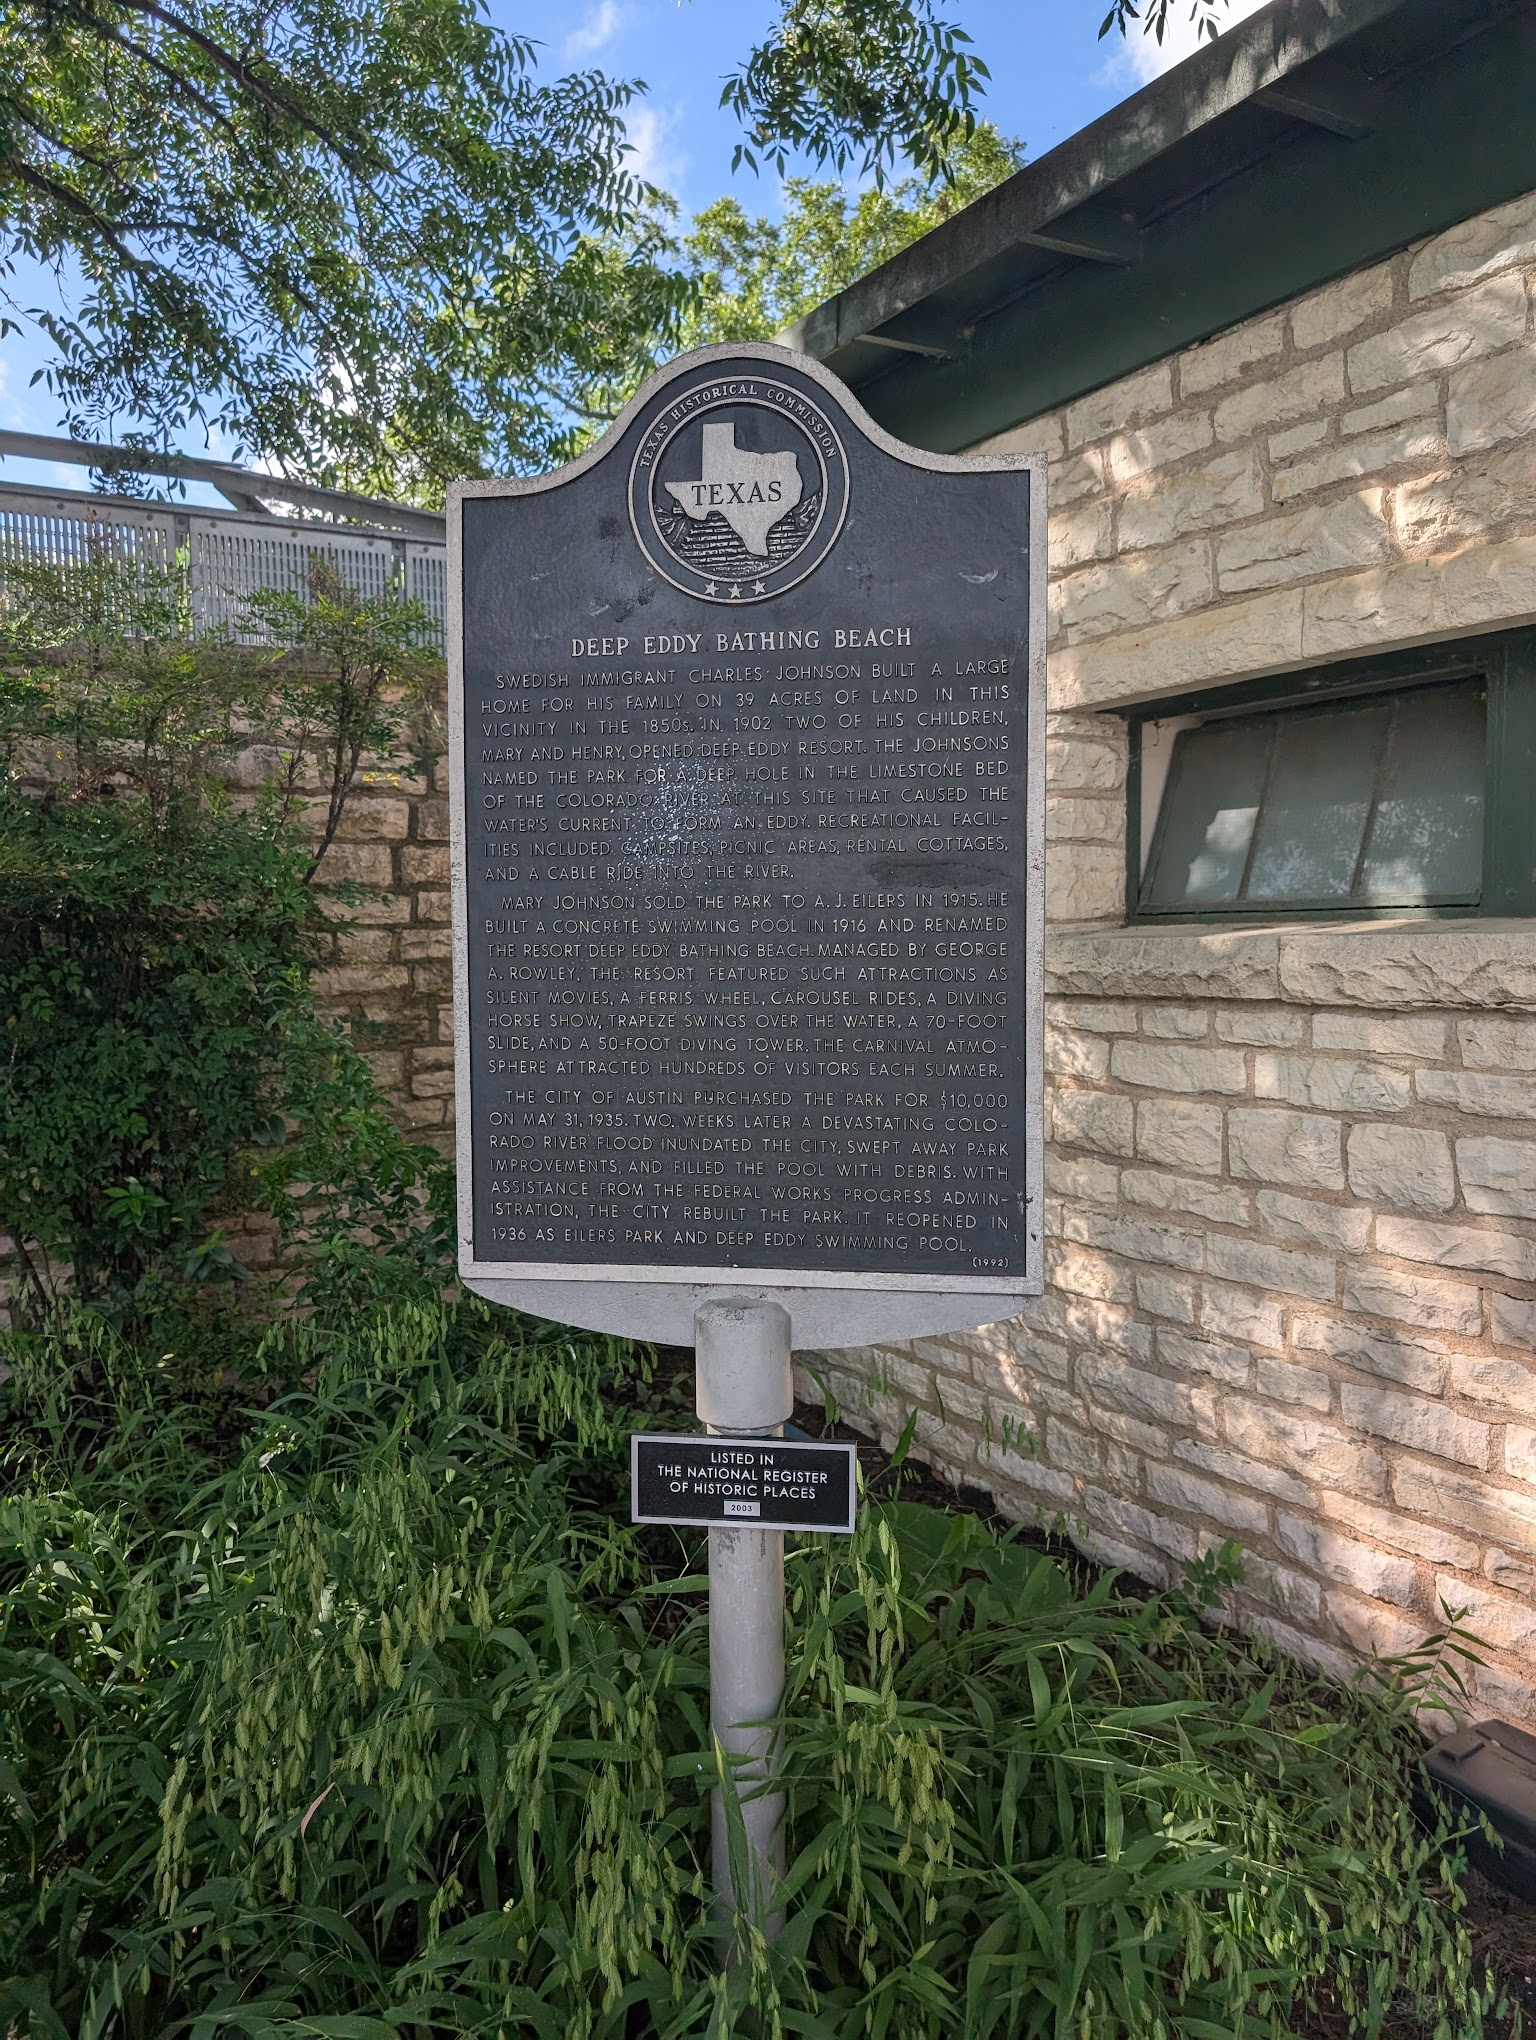 TEXAS HISTORICAL COMMISSION
TEXAS
DEEP EDDY BATHING BEACH
SWEDISH IMMIGRANT CHARLES JOHNSON BUILT A LARGE
HOME FOR HIS FAMILY ON 39 ACRES OF LAND IN THIS
VICINITY IN THE 1850S. IN 1902 TWO OF HIS CHILDREN,
MARY AND HENRY, OPENED DEEP EDDY RESORT. THE JOHNSONS
NAMED THE PARK FOR A DEEP HOLE IN THE LIMESTONE BED
OF THE COLORADO RIVER AT THIS SITE THAT CAUSED THE
WATER'S CURRENT TO FORM AN EDDY. RECREATIONAL FACIL-
ITIES INCLUDED CAMPSITES, PICNIC AREAS, RENTAL COTTAGES,
AND A CABLE RIDE INTO THE RIVER.
MARY JOHNSON SOLD THE PARK TO A. J. EILERS IN 1915. HE
BUILT A CONCRETE SWIMMING POOL IN 1916 AND RENAMED
THE RESORT DEEP EDDY BATHING BEACH. MANAGED BY GEORGE
A. ROWLEY, THE RESORT FEATURED SUCH ATTRACTIONS AS
SILENT MOVIES, A FERRIS WHEEL, CAROUSEL RIDES, A DIVING
HORSE SHOW, TRAPEZE SWINGS OVER THE WATER, A 70-FOOT
SLIDE, AND A 50-FOOT DIVING TOWER. THE CARNIVAL ATMO-
SPHERE ATTRACTED HUNDREDS OF VISITORS EACH SUMMER.
THE CITY OF AUSTIN PURCHASED THE PARK FOR $10,000
ON MAY 31, 1935. TWO WEEKS LATER A DEVASTATING COLO-
RADO RIVER FLOOD INUNDATED THE CITY, SWEPT AWAY PARK
IMPROVEMENTS, AND FILLED THE POOL WITH DEBRIS. WITH
ASSISTANCE FROM THE FEDERAL WORKS PROGRESS ADMIN-
ISTRATION, THE CITY REBUILT THE PARK. IT REOPENED IN
1936 AS EILERS PARK AND DEEP EDDY SWIMMING POOL.
(1992)
LISTED IN
THE NATIONAL REGISTER
OF HISTORIC PLACES
2003